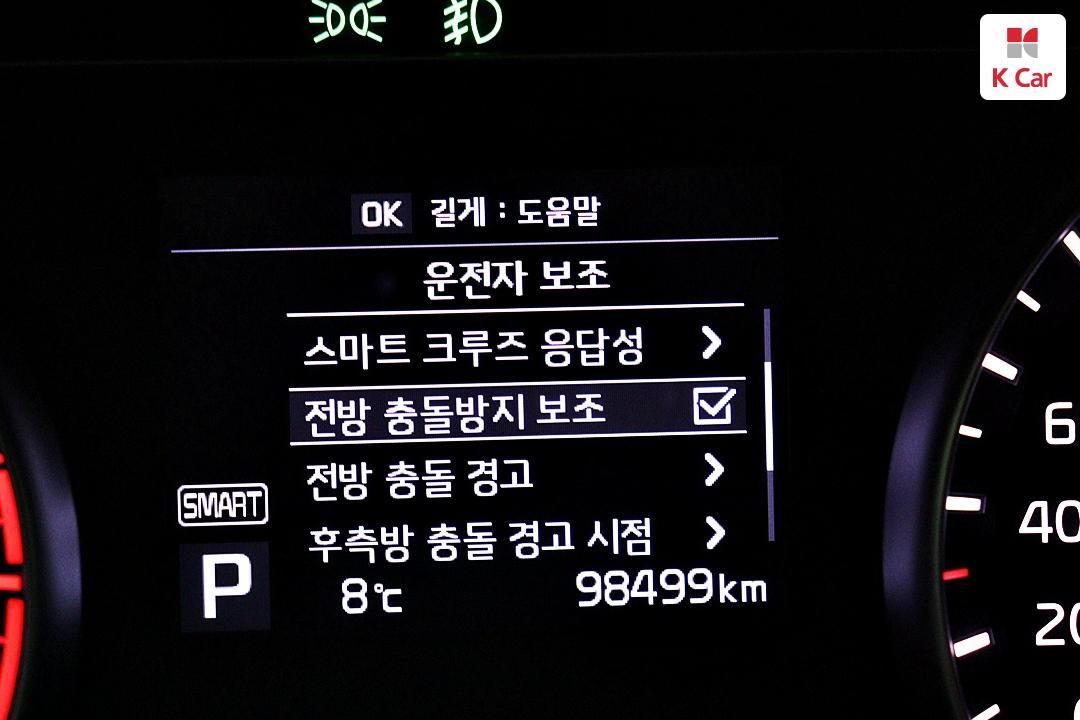 K Car
OK 길게 : 도움말
운전자 보조
스마트 크루즈 응답성
전방 충돌방지 보조
전방 충돌 경고
후측방 충돌 경고 시점
SMART
P
8℃
98499km
40
20